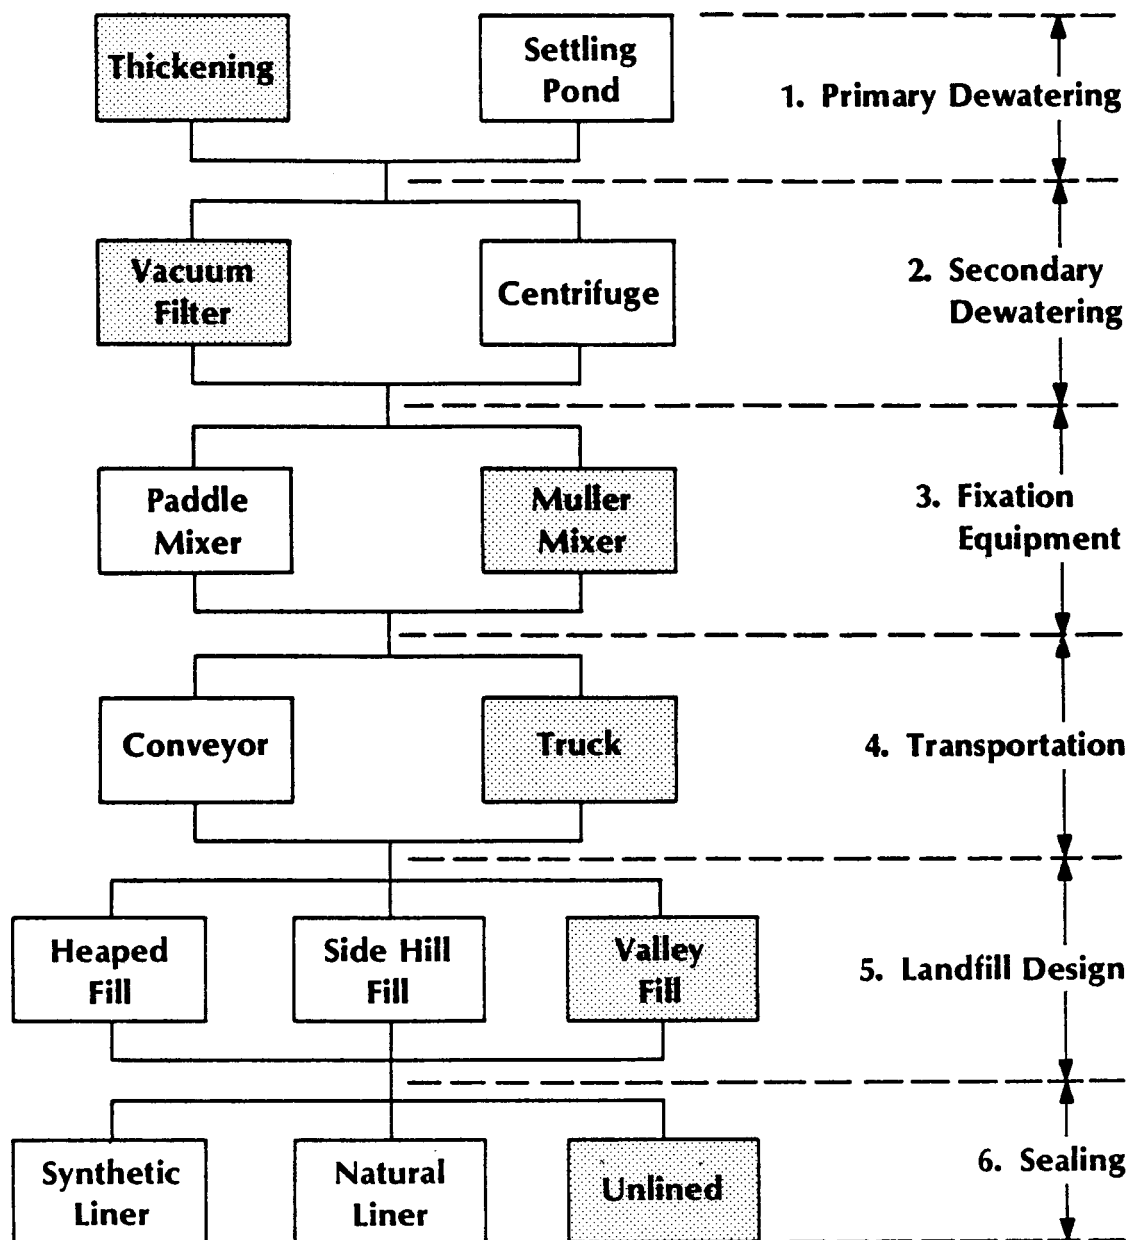 Thickening
Settling
Pond
1. Primary Dewatering
Vacuum
Filter
Centrifuge
2. Secondary
Dewatering
Paddle
Mixer
Muller
Mixer
3. Fixation
Equipment
Conveyor
Truck
4. Transportation
Heaped
Fill
Side Hill
Fill
Valley
Fill
5. Landfill Design
Synthetic
Liner
Natural
Liner
Unlined
6. Sealing